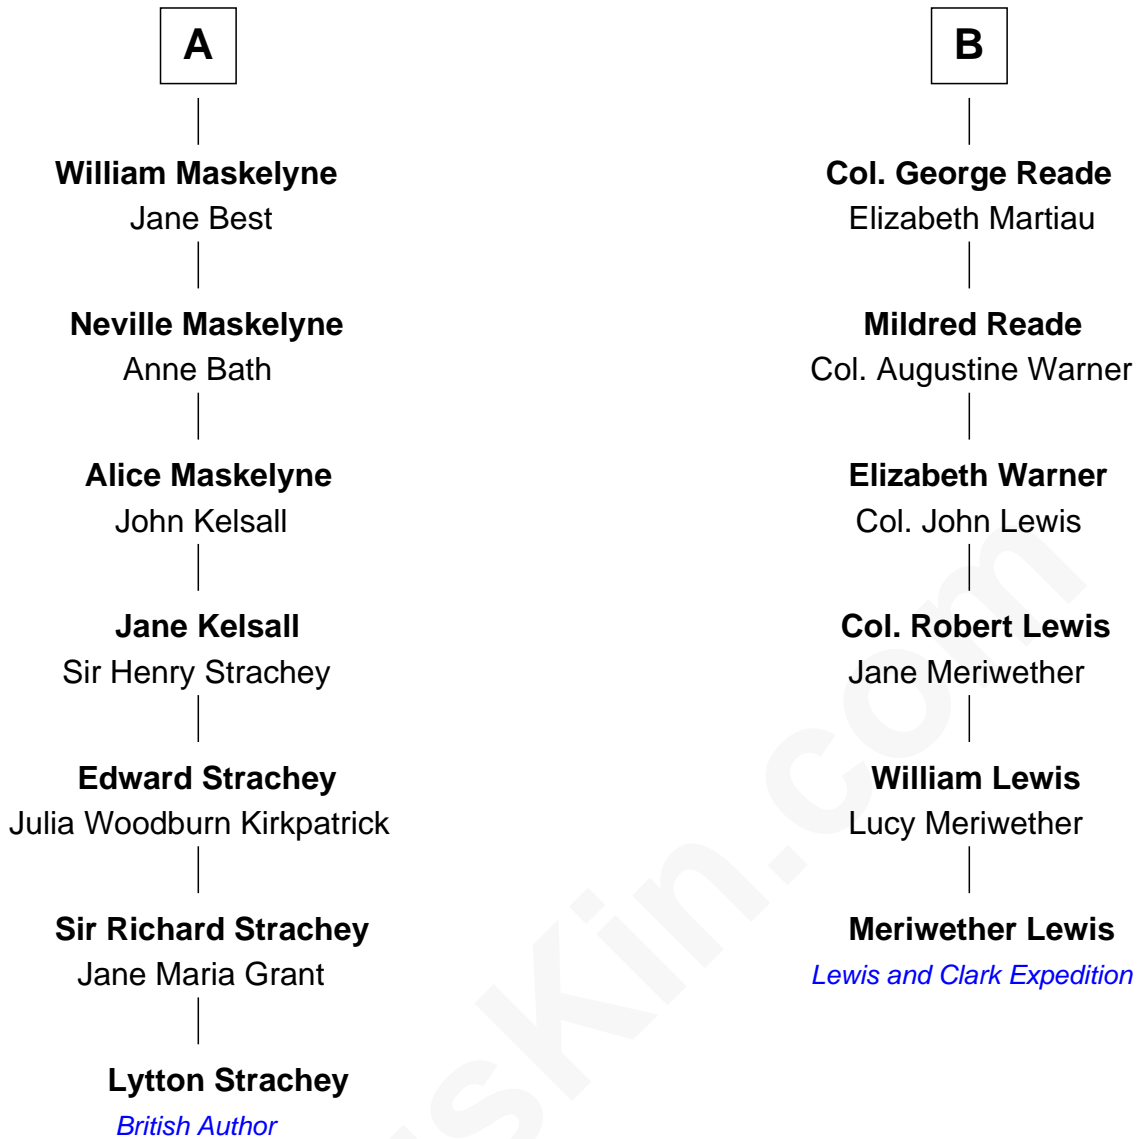 A
William Maskelyne
Jane Best
Neville Maskelyne
Anne Bath
Alice Maskelyne
John Kelsall
Jane Kelsall
Sir Henry Strachey
Edward Strachey
Julia Woodburn Kirkpatrick
Sir Richard Strachey
Jane Maria Grant
Lytton Strachey
British Author
B
Col. George Reade
Elizabeth Martiau
Mildred Reade
Col. Augustine Warner
Elizabeth Warner
Col. John Lewis
Col. Robert Lewis
Jane Meriwether
William Lewis
Lucy Meriwether
Meriwether Lewis
Lewis and Clark Expedition
sKin.com